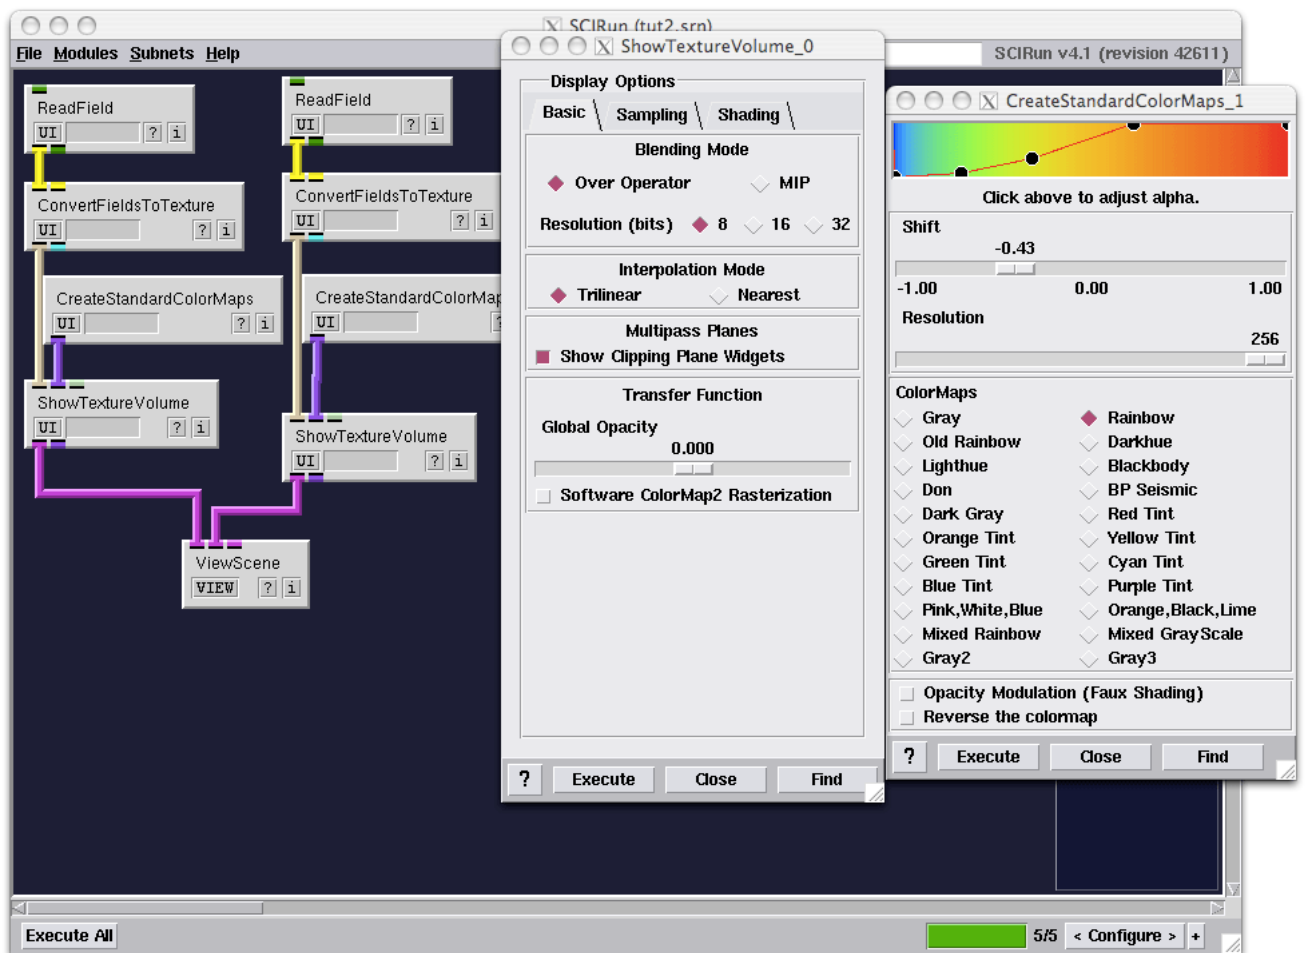 SCIRun (tut2.srn)
File Modules Subnets Help
SCIRun v4.1 (revision 42611)
ReadField
UI ? i
ConvertFieldsToTexture
UI ? i
CreateStandardColorMaps
UI ? i
ShowTextureVolume
UI ? i
ReadField
UI ? i
ConvertFieldsToTexture
UI ? i
CreateStandardColorMap
UI ?
ShowTextureVolume
UI ? i
ViewScene
VIEW ? i
ShowTextureVolume_0
Display Options
Basic Sampling Shading
Blending Mode
Over Operator MIP
Resolution (bits) 8 16 32
Interpolation Mode
Trilinear Nearest
Multipass Planes
Show Clipping Plane Widgets
Transfer Function
Global Opacity
0.000
Software ColorMap2 Rasterization
? Execute Close Find
CreateStandardColorMaps_1
Click above to adjust alpha.
Shift
-0.43
-1.00 0.00 1.00
Resolution
256
ColorMaps
Gray Rainbow
Old Rainbow Darkhue
Lighthue Blackbody
Don BP Seismic
Dark Gray Red Tint
Orange Tint Yellow Tint
Green Tint Cyan Tint
Blue Tint Purple Tint
Pink,White,Blue Orange,Black,Lime
Mixed Rainbow Mixed GrayScale
Gray2 Gray3
Opacity Modulation (Faux Shading)
Reverse the colormap
? Execute Close Find
Execute All 5/5 < Configure > +